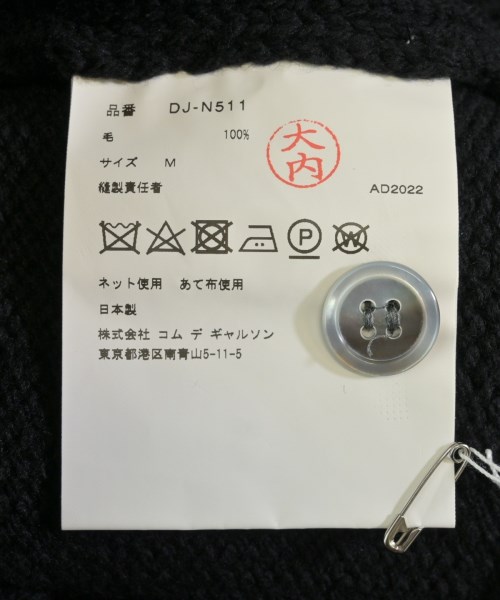 品番 DJ-N511
毛 100%
大内
サイズ M
縫製責任者 AD2022
P W
ネット使用 あて布使用
日本製
株式会社 コム デ ギャルソン
東京都港区南青山5-11-5